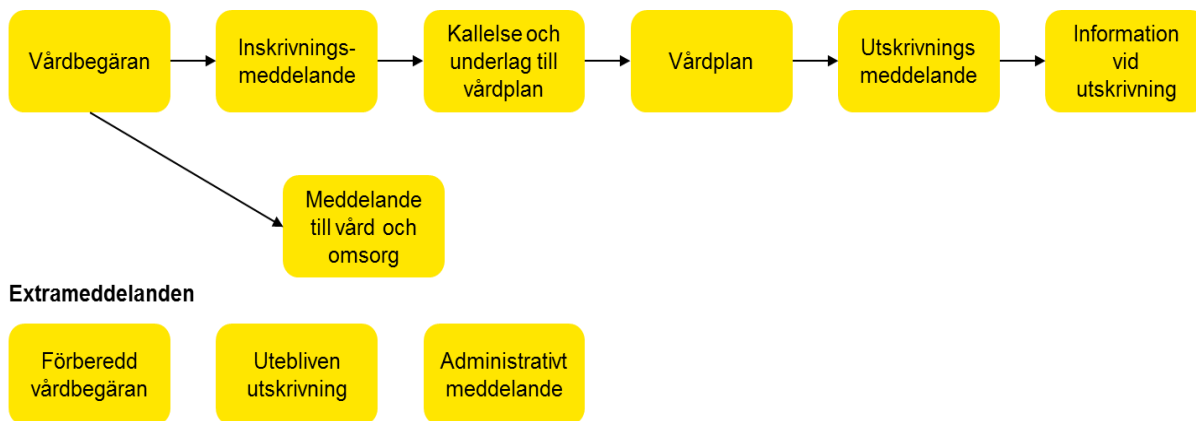 Vårdbegäran
Inskrivnings-
meddelande
Kallelse och
underlag till
vårdplan
Vårdplan
Utskrivnings
meddelande
Information
vid
utskrivning
Meddelande
till vård och
omsorg
Extrameddelanden
Förberedd
vårdbegäran
Utebliven
utskrivning
Administrativt
meddelande